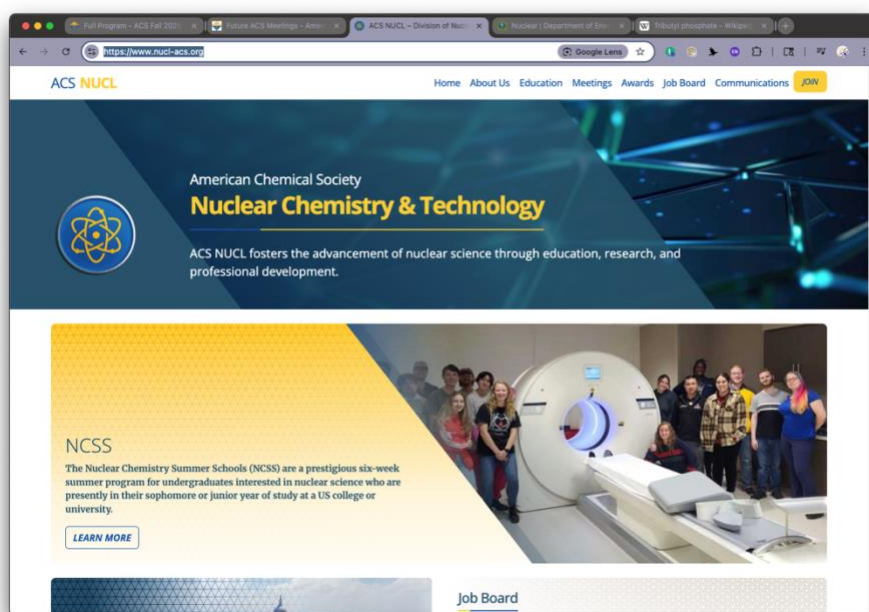 Full Program – ACS Fall 202
Future ACS Meetings – Amer
ACS NUCL – Division of Nuc
Nuclear | Department of Ener
Tributyl phosphate – Wikiped
https://www.nucl-acs.org
Google Lens
ACS NUCL
Home About Us Education Meetings Awards Job Board Communications JOIN
American Chemical Society
Nuclear Chemistry & Technology
ACS NUCL fosters the advancement of nuclear science through education, research, and
professional development.
NCSS
The Nuclear Chemistry Summer Schools (NCSS) are a prestigious six-week
summer program for undergraduates interested in nuclear science who are
presently in their sophomore or junior year of study at a US college or
university.
LEARN MORE
Job Board